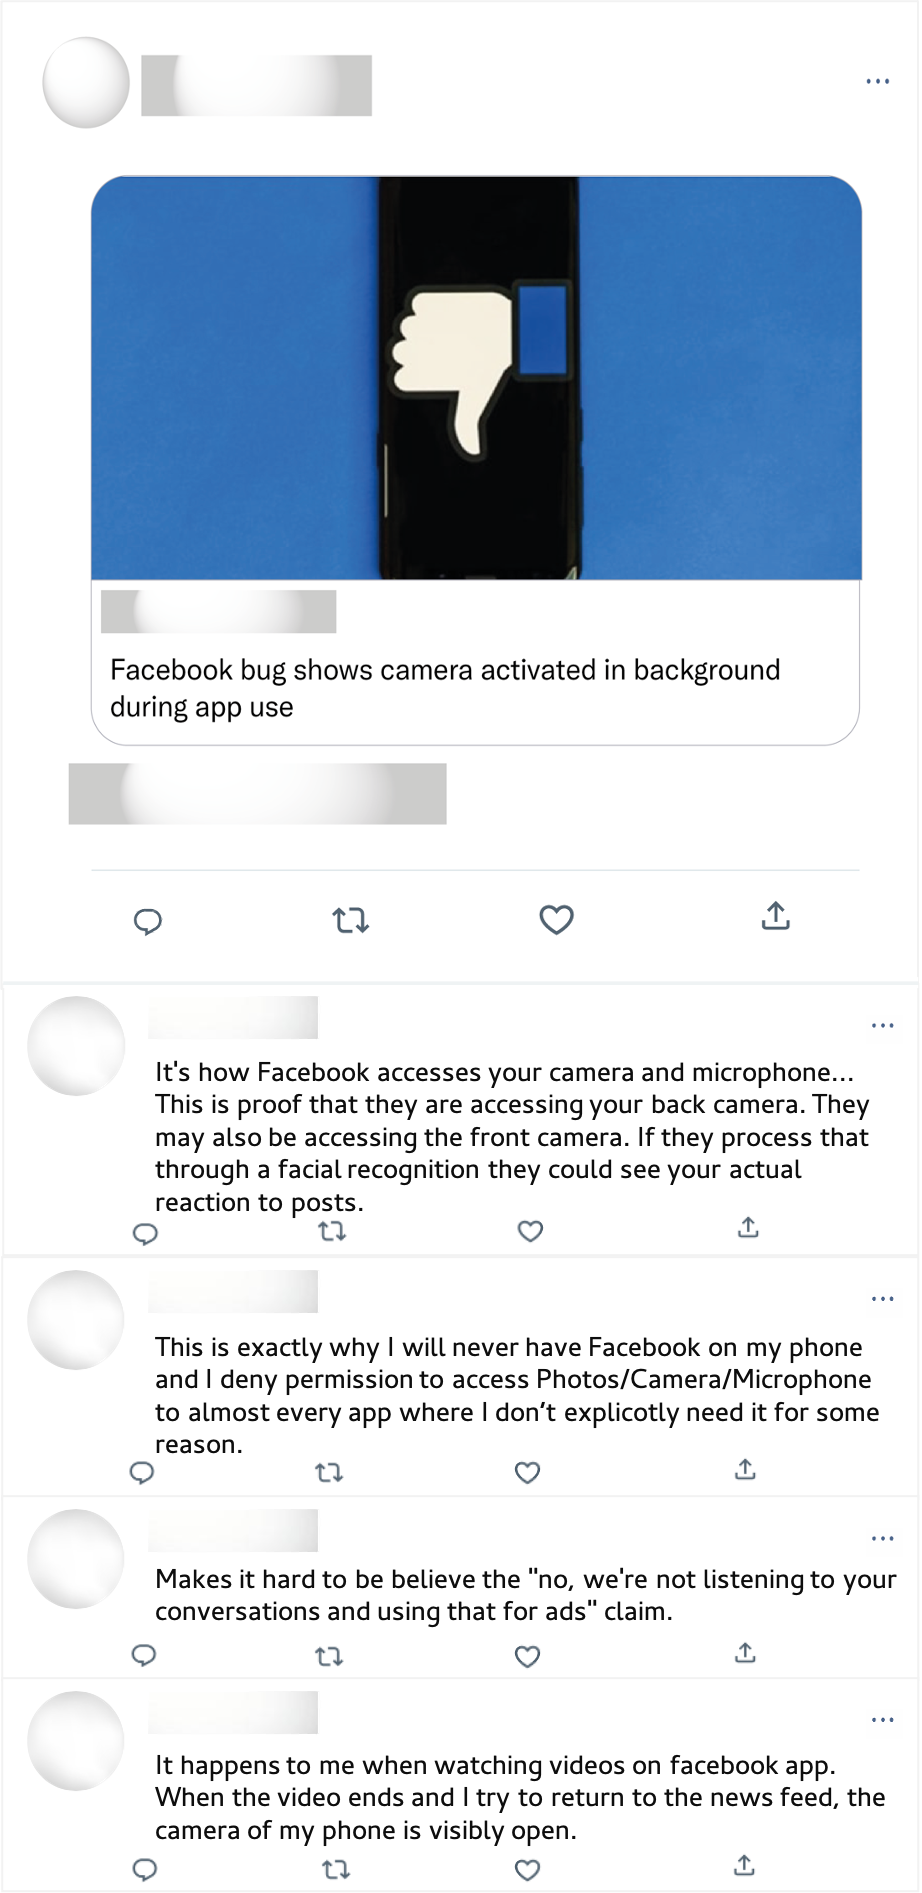 Facebook bug shows camera activated in background
during app use
It's how Facebook accesses your camera and microphone...
This is proof that they are accessing your back camera. They
may also be accessing the front camera. If they process that
through a facial recognition they could see your actual
reaction to posts.
This is exactly why I will never have Facebook on my phone
and I deny permission to access Photos/Camera/Microphone
to almost every app where I don’t explicotly need it for some
reason.
Makes it hard to be believe the "no, we're not listening to your
conversations and using that for ads" claim.
It happens to me when watching videos on facebook app.
When the video ends and I try to return to the news feed, the
camera of my phone is visibly open.